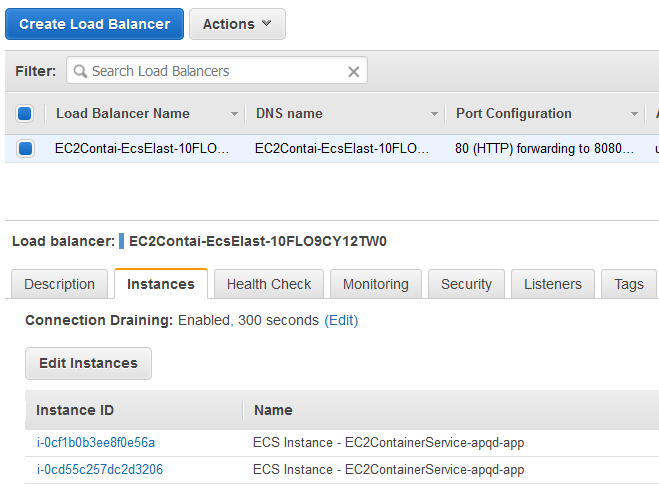 Create Load Balancer Actions
Filter: Search Load Balancers
Load Balancer Name DNS name Port Configuration
EC2Contai-EcsElast-10FLO... EC2Contai-EcsElast-10FLO... 80 (HTTP) forwarding to 8080...
Load balancer: EC2Contai-EcsElast-10FLO9CY12TW0
Description Instances Health Check Monitoring Security Listeners Tags
Connection Draining: Enabled, 300 seconds (Edit)
Edit Instances
Instance ID Name
i-0cf1b0b3ee8f0e56a ECS Instance - EC2ContainerService-apqd-app
i-0cd55c257dc2d3206 ECS Instance - EC2ContainerService-apqd-app